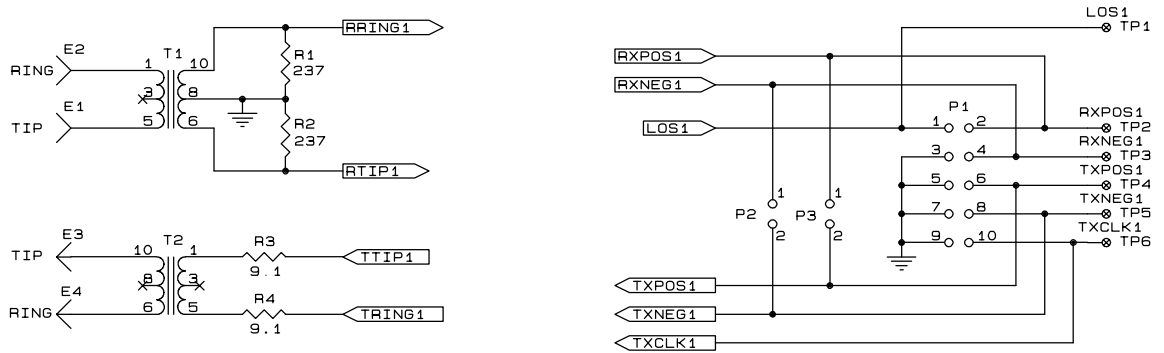 RRING1
E2
T1
RING
1
10
R1
237
3
8
E1
TIP
5
6
R2
237
RTIP1
E3
T2
TIP
10
1
R3
9.1
TTIP1
8
3
E4
RING
6
5
R4
9.1
TRING1
LOS1
TP1
RXPOS1
RXNEG1
P1
LOS1
1
2
RXPOS1
TP2
3
4
RXNEG1
TP3
5
6
TXPOS1
TP4
7
8
TXNEG1
TP5
9
10
TXCLK1
TP6
P2
1
2
P3
1
2
TXPOS1
TXNEG1
TXCLK1